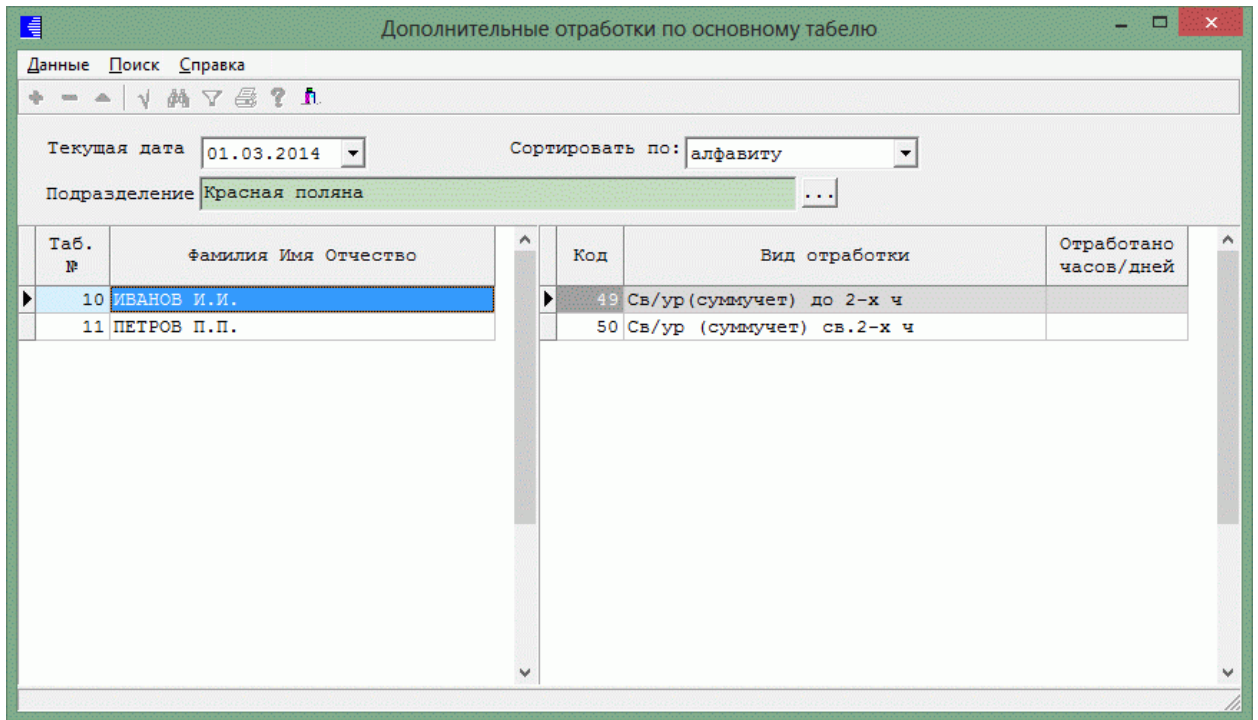 Дополнительные отработки по основному табелю
Данные Поиск Справка
Текущая дата 01.03.2014 Сортировать по: алфавиту
Подразделение Красная поляна ...
Таб. № Фамилия Имя Отчество Код Вид отработки Отработано часов/дней
10 ИВАНОВ И.И. 49 Св/ур(суммучет) до 2-х ч
11 ПЕТРОВ П.П. 50 Св/ур (суммучет) св.2-х ч